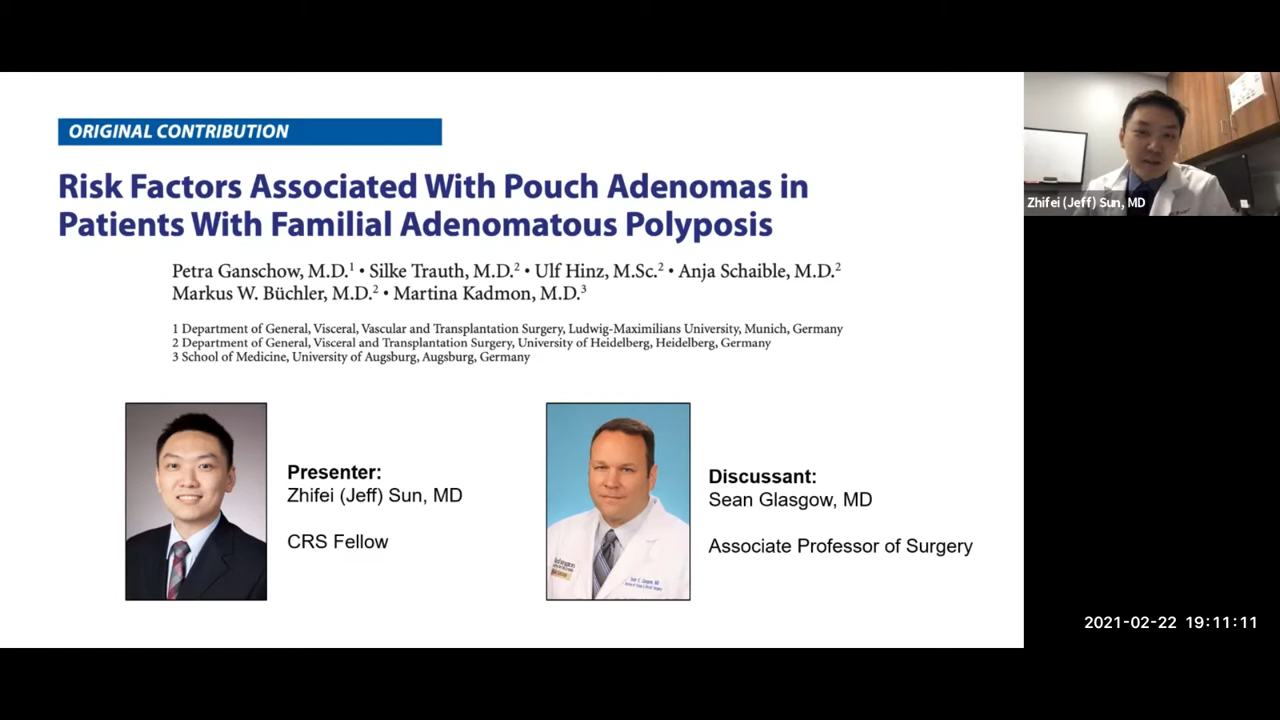 ORIGINAL CONTRIBUTION
Risk Factors Associated With Pouch Adenomas in
Patients With Familial Adenomatous Polyposis
Petra Ganschow, M.D.¹ • Silke Trauth, M.D.² • Ulf Hinz, M.Sc.² • Anja Schaible, M.D.²
Markus W. Büchler, M.D.² • Martina Kadmon, M.D.³
1 Department of General, Visceral, Vascular and Transplantation Surgery, Ludwig-Maximilians University, Munich, Germany
2 Department of General, Visceral and Transplantation Surgery, University of Heidelberg, Heidelberg, Germany
3 School of Medicine, University of Augsburg, Augsburg, Germany
Presenter:
Zhifei (Jeff) Sun, MD
CRS Fellow
Discussant:
Sean Glasgow, MD
Associate Professor of Surgery
Zhifei (Jeff) Sun, MD
2021-02-22 19:11:11